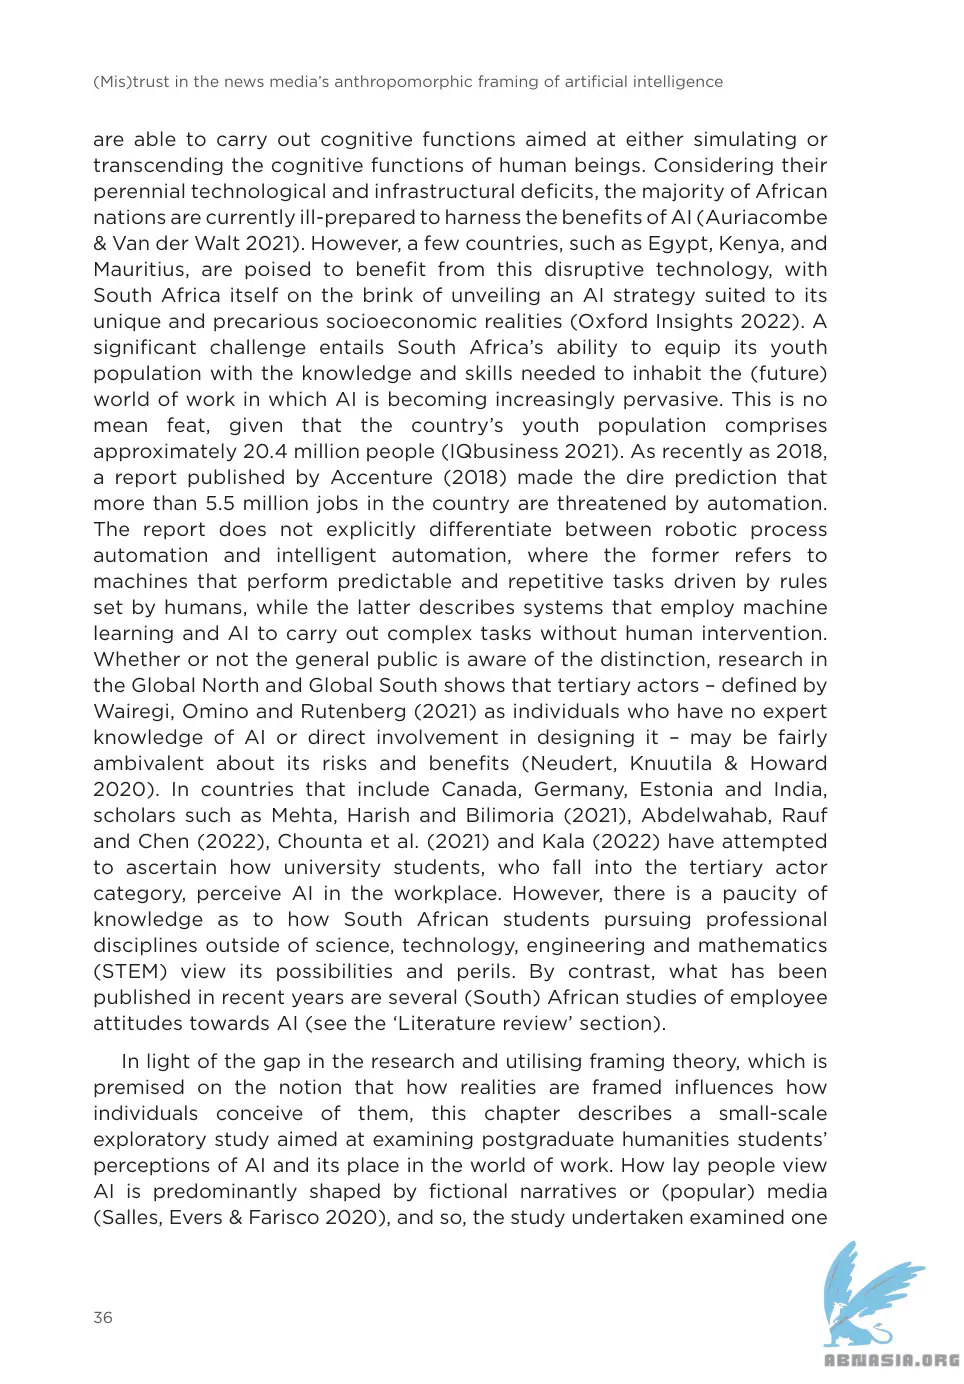 (Mis)trust in the news media’s anthropomorphic framing of artificial intelligence
are able to carry out cognitive functions aimed at either simulating or
transcending the cognitive functions of human beings. Considering their
perennial technological and infrastructural deficits, the majority of African
nations are currently ill-prepared to harness the benefits of AI (Auriacombe
& Van der Walt 2021). However, a few countries, such as Egypt, Kenya, and
Mauritius, are poised to benefit from this disruptive technology, with
South Africa itself on the brink of unveiling an AI strategy suited to its
unique and precarious socioeconomic realities (Oxford Insights 2022). A
significant challenge entails South Africa’s ability to equip its youth
population with the knowledge and skills needed to inhabit the (future)
world of work in which AI is becoming increasingly pervasive. This is no
mean feat, given that the country’s youth population comprises
approximately 20.4 million people (IQbusiness 2021). As recently as 2018,
a report published by Accenture (2018) made the dire prediction that
more than 5.5 million jobs in the country are threatened by automation.
The report does not explicitly differentiate between robotic process
automation and intelligent automation, where the former refers to
machines that perform predictable and repetitive tasks driven by rules
set by humans, while the latter describes systems that employ machine
learning and AI to carry out complex tasks without human intervention.
Whether or not the general public is aware of the distinction, research in
the Global North and Global South shows that tertiary actors – defined by
Wairegi, Omino and Rutenberg (2021) as individuals who have no expert
knowledge of AI or direct involvement in designing it – may be fairly
ambivalent about its risks and benefits (Neudert, Knuutila & Howard
2020). In countries that include Canada, Germany, Estonia and India,
scholars such as Mehta, Harish and Bilimoria (2021), Abdelwahab, Rauf
and Chen (2022), Chounta et al. (2021) and Kala (2022) have attempted
to ascertain how university students, who fall into the tertiary actor
category, perceive AI in the workplace. However, there is a paucity of
knowledge as to how South African students pursuing professional
disciplines outside of science, technology, engineering and mathematics
(STEM) view its possibilities and perils. By contrast, what has been
published in recent years are several (South) African studies of employee
attitudes towards AI (see the ‘Literature review’ section).
In light of the gap in the research and utilising framing theory, which is
premised on the notion that how realities are framed influences how
individuals conceive of them, this chapter describes a small-scale
exploratory study aimed at examining postgraduate humanities students’
perceptions of AI and its place in the world of work. How lay people view
AI is predominantly shaped by fictional narratives or (popular) media
(Salles, Evers & Farisco 2020), and so, the study undertaken examined one
36
ABNASIA.ORG